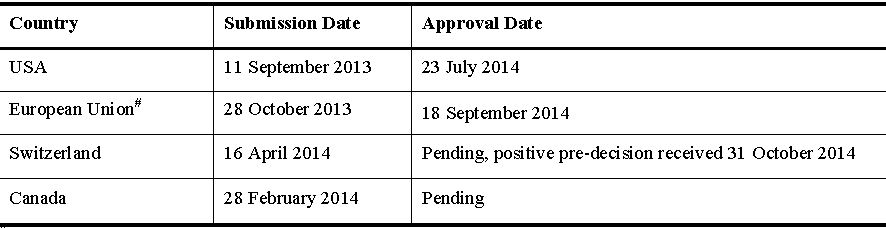 Country Submission Date Approval Date
USA 11 September 2013 23 July 2014
European Union# 28 October 2013 18 September 2014
Switzerland 16 April 2014 Pending, positive pre-decision received 31 October 2014
Canada 28 February 2014 Pending